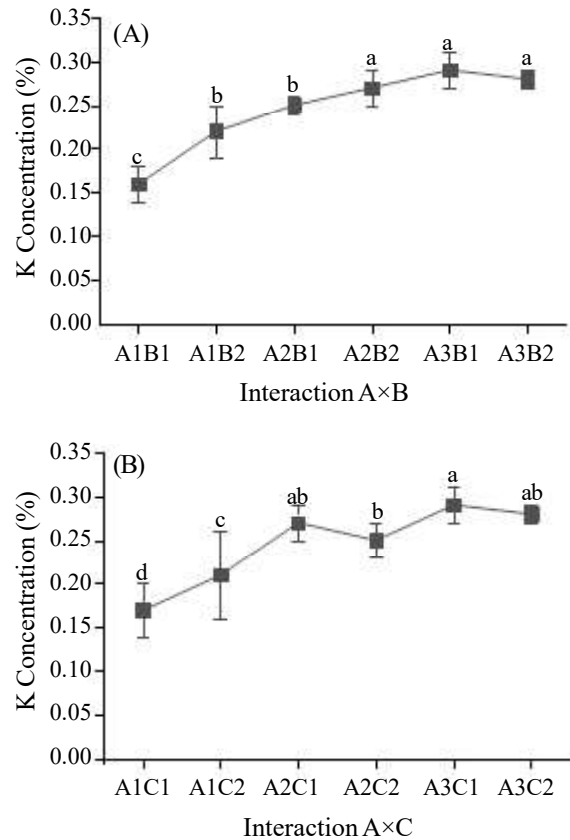 (A)
K Concentration (%)
0.30
0.30
0.25
0.20
0.15
0.10
0.05
0.00
c
b
b
a
a
a
A1B1 A1B2 A2B1 A2B2 A3B1 A3B2
Interaction A×B
(B)
K Concentration (%)
0.35
0.30
0.25
0.20
0.15
0.10
0.05
0.00
d
c
ab
b
a
ab
A1C1 A1C2 A2C1 A2C2 A3C1 A3C2
Interaction A×C